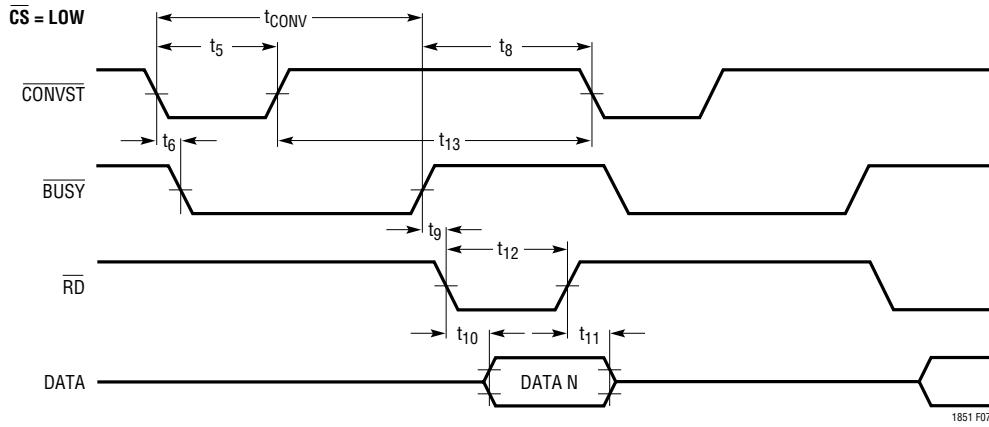 CS = LOW
tCONV
t5
t8
CONVST
t6
t13
BUSY
t9
t12
RD
t10
t11
DATA
DATA N
1851 F07